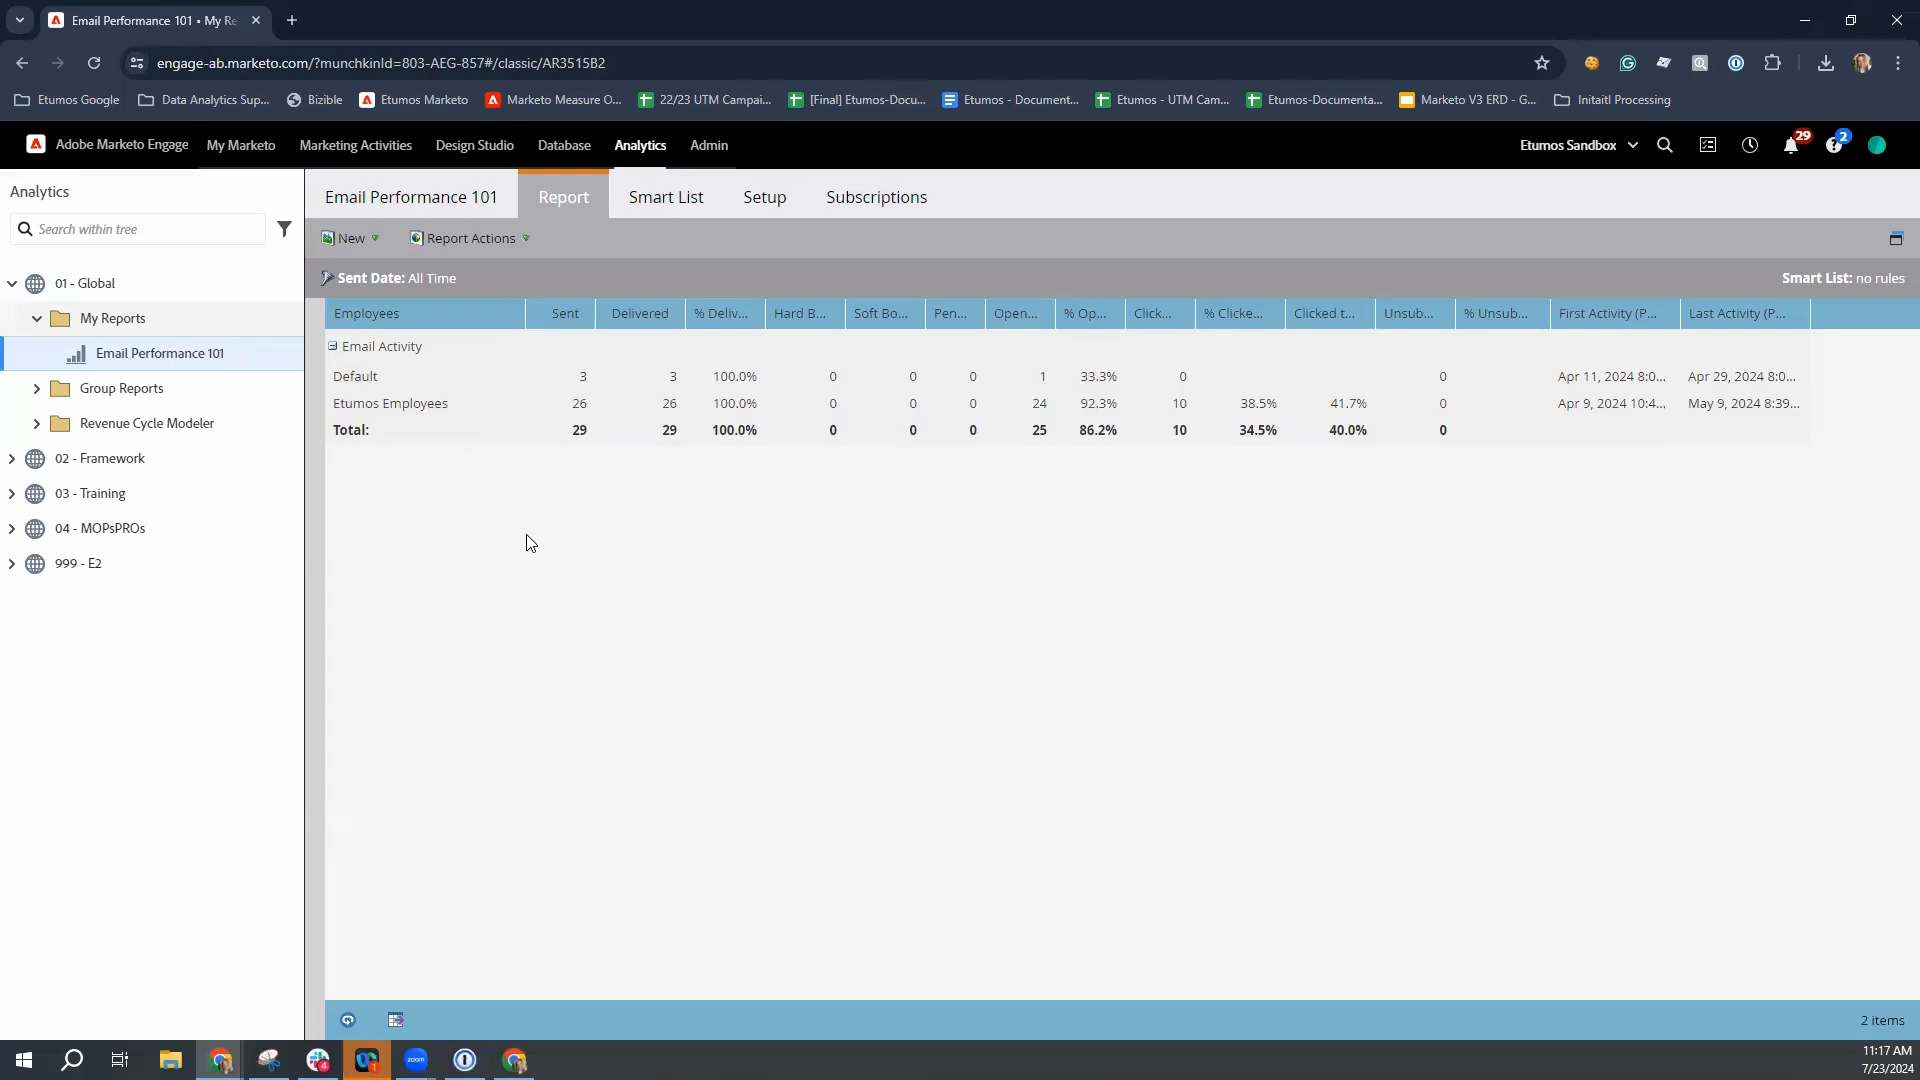 Email Performance 101 • My Re
engage-ab.marketo.com/?munchkinId=803-AEG-857#/classic/AR3515B2
Etumos Google
Data Analytics Sup...
Bizible
Etumos Marketo
Marketo Measure O...
22/23 UTM Campai...
[Final] Etumos-Docu...
Etumos - Document...
Etumos - UTM Cam...
Etumos-Documenta...
Marketo V3 ERD - G...
Initaitl Processing
Adobe Marketo Engage
My Marketo
Marketing Activities
Design Studio
Database
Analytics
Admin
Etumos Sandbox
29
2
Analytics
Search within tree
01 - Global
My Reports
Email Performance 101
Group Reports
Revenue Cycle Modeler
02 - Framework
03 - Training
04 - MOPsPROs
999 - E2
Email Performance 101
Report
Smart List
Setup
Subscriptions
New
Report Actions
Sent Date: All Time
Smart List: no rules
Employees Sent Delivered % Deliv... Hard B... Soft Bo... Pen... Open... % Op... Click... % Clicke... Clicked t... Unsub... % Unsub... First Activity (P... Last Activity (P...
Email Activity
Default 3 3 100.0% 0 0 0 1 33.3% 0 0 Apr 11, 2024 8:0... Apr 29, 2024 8:0...
Etumos Employees 26 26 100.0% 0 0 0 24 92.3% 10 38.5% 41.7% 0 Apr 9, 2024 10:4... May 9, 2024 8:39...
Total: 29 29 100.0% 0 0 0 25 86.2% 10 34.5% 40.0% 0
2 items
zoom
4
1
11:17 AM
7/23/2024